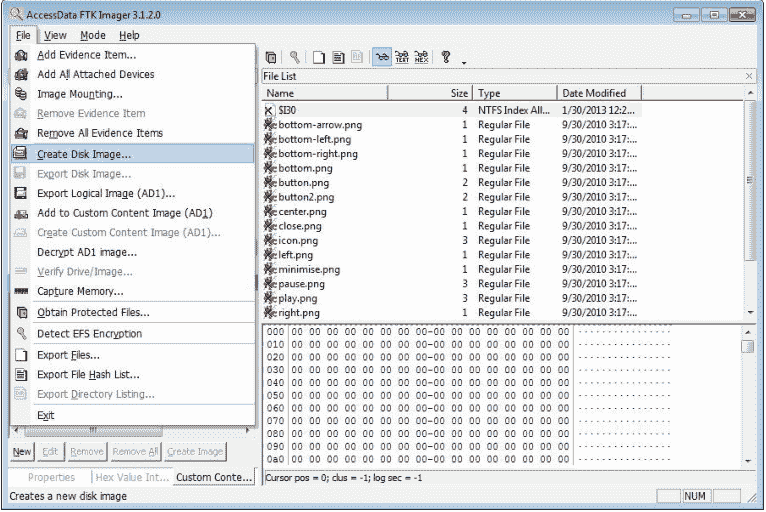 AccessData FTK Imager 3.1.2.0
File View Mode Help
Add Evidence Item...
Add All Attached Devices
Image Mounting...
Remove Evidence Item
Remove All Evidence Items
Create Disk Image...
Export Disk Image...
Export Logical Image (AD1)...
Add to Custom Content Image (AD1)
Create Custom Content Image (AD1)...
Decrypt AD1 image...
Verify Drive/Image...
Capture Memory...
Obtain Protected Files...
Detect EFS Encryption
Export Files...
Export File Hash List...
Export Directory Listing...
Exit
New Edit Remove Remove All Create Image
Properties Hex Value Int... Custom Conte...
File List
Name Size Type Date Modified
$I30 4 NTFS Index All... 1/30/2013 12:2...
bottom-arrow.png 1 Regular File 9/30/2010 3:17:...
bottom-left.png 1 Regular File 9/30/2010 3:17:...
bottom-right.png 1 Regular File 9/30/2010 3:17:...
bottom.png 1 Regular File 9/30/2010 3:17:...
button.png 2 Regular File 9/30/2010 3:17:...
button2.png 2 Regular File 9/30/2010 3:17:...
center.png 1 Regular File 9/30/2010 3:17:...
close.png 1 Regular File 9/30/2010 3:17:...
icon.png 3 Regular File 9/30/2010 3:17:...
left.png 1 Regular File 9/30/2010 3:17:...
minimise.png 1 Regular File 9/30/2010 3:17:...
pause.png 3 Regular File 9/30/2010 3:17:...
play.png 3 Regular File 9/30/2010 3:17:...
right.png 1 Regular File 9/30/2010 3:17:...
000 00 00 00 00 00 00 00 00-00 00 00 00 00 00 00 00 ................
010 00 00 00 00 00 00 00 00-00 00 00 00 00 00 00 00 ................
020 00 00 00 00 00 00 00 00-00 00 00 00 00 00 00 00 ................
030 00 00 00 00 00 00 00 00-00 00 00 00 00 00 00 00 ................
040 00 00 00 00 00 00 00 00-00 00 00 00 00 00 00 00 ................
050 00 00 00 00 00 00 00 00-00 00 00 00 00 00 00 00 ................
060 00 00 00 00 00 00 00 00-00 00 00 00 00 00 00 00 ................
070 00 00 00 00 00 00 00 00-00 00 00 00 00 00 00 00 ................
080 00 00 00 00 00 00 00 00-00 00 00 00 00 00 00 00 ................
090 00 00 00 00 00 00 00 00-00 00 00 00 00 00 00 00 ................
0a0 00 00 00 00 00 00 00 00-00 00 00 00 00 00 00 00 ................
Cursor pos = 0; clus = -1; log sec = -1
Creates a new disk image NUM